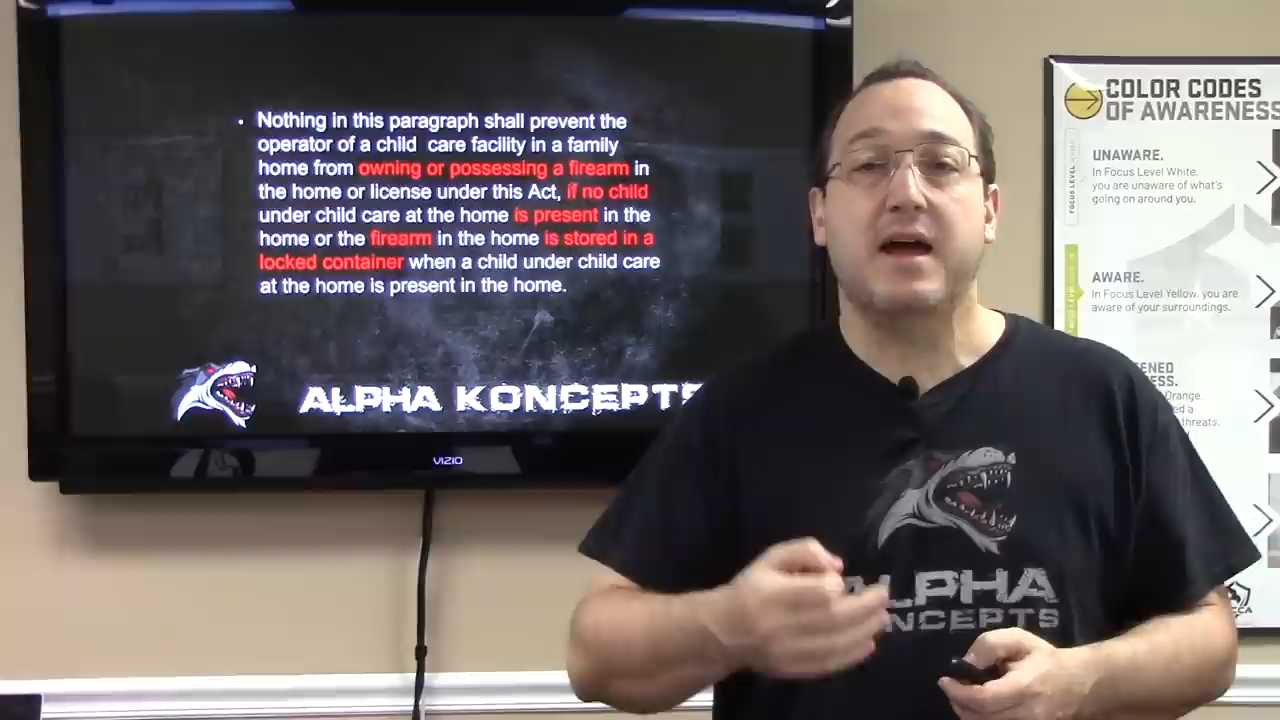 • Nothing in this paragraph shall prevent the
operator of a child care facility in a family
home from owning or possessing a firearm in
the home or license under this Act, if no child
under child care at the home is present in the
home or the firearm in the home is stored in a
locked container when a child under child care
at the home is present in the home.
ALPHA KONCEPTS
VIZIO
COLOR CODES
OF AWARENESS
FOCUS LEVEL
UNAWARE.
In Focus Level White,
you are unaware of what's
going on around you.
AWARE.
In Focus Level Yellow, you are
aware of your surroundings.
Orange.
threats.
ALPHA
NCEPTS